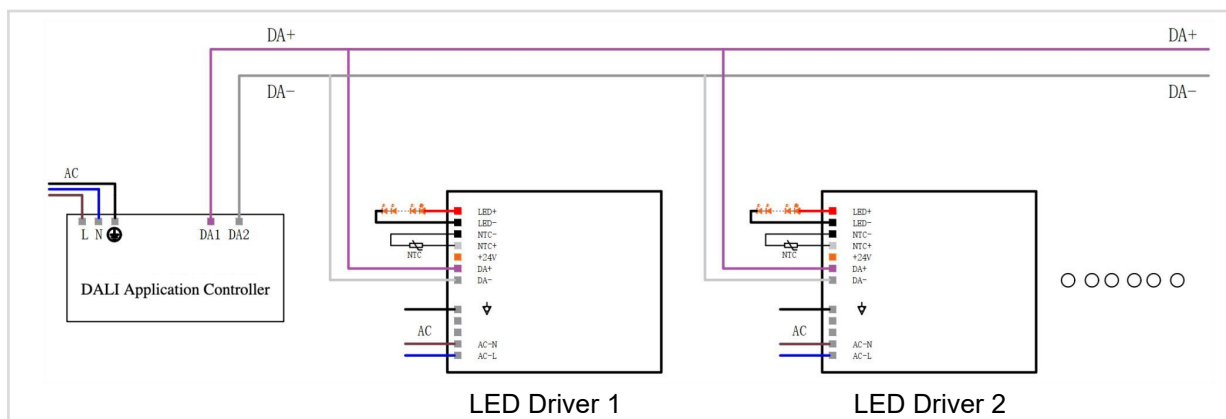 DA+ DA+
DA- DA-
AC
L N DA1 DA2
DALI Application Controller
LED+
LED-
NTC-
NTC+
+24V
DA+
DA-
NTC
AC
AC-N
AC-L
LED Driver 1
LED+
LED-
NTC-
NTC+
+24V
DA+
DA-
NTC
AC
AC-N
AC-L
LED Driver 2